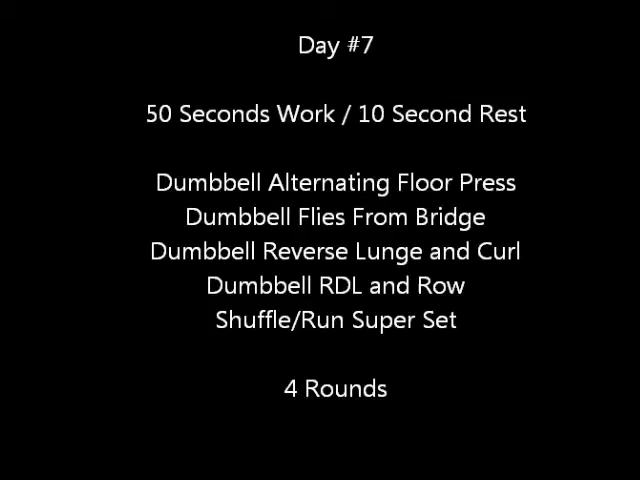 Day #7
50 Seconds Work / 10 Second Rest
Dumbbell Alternating Floor Press
Dumbbell Flies From Bridge
Dumbbell Reverse Lunge and Curl
Dumbbell RDL and Row
Shuffle/Run Super Set
4 Rounds